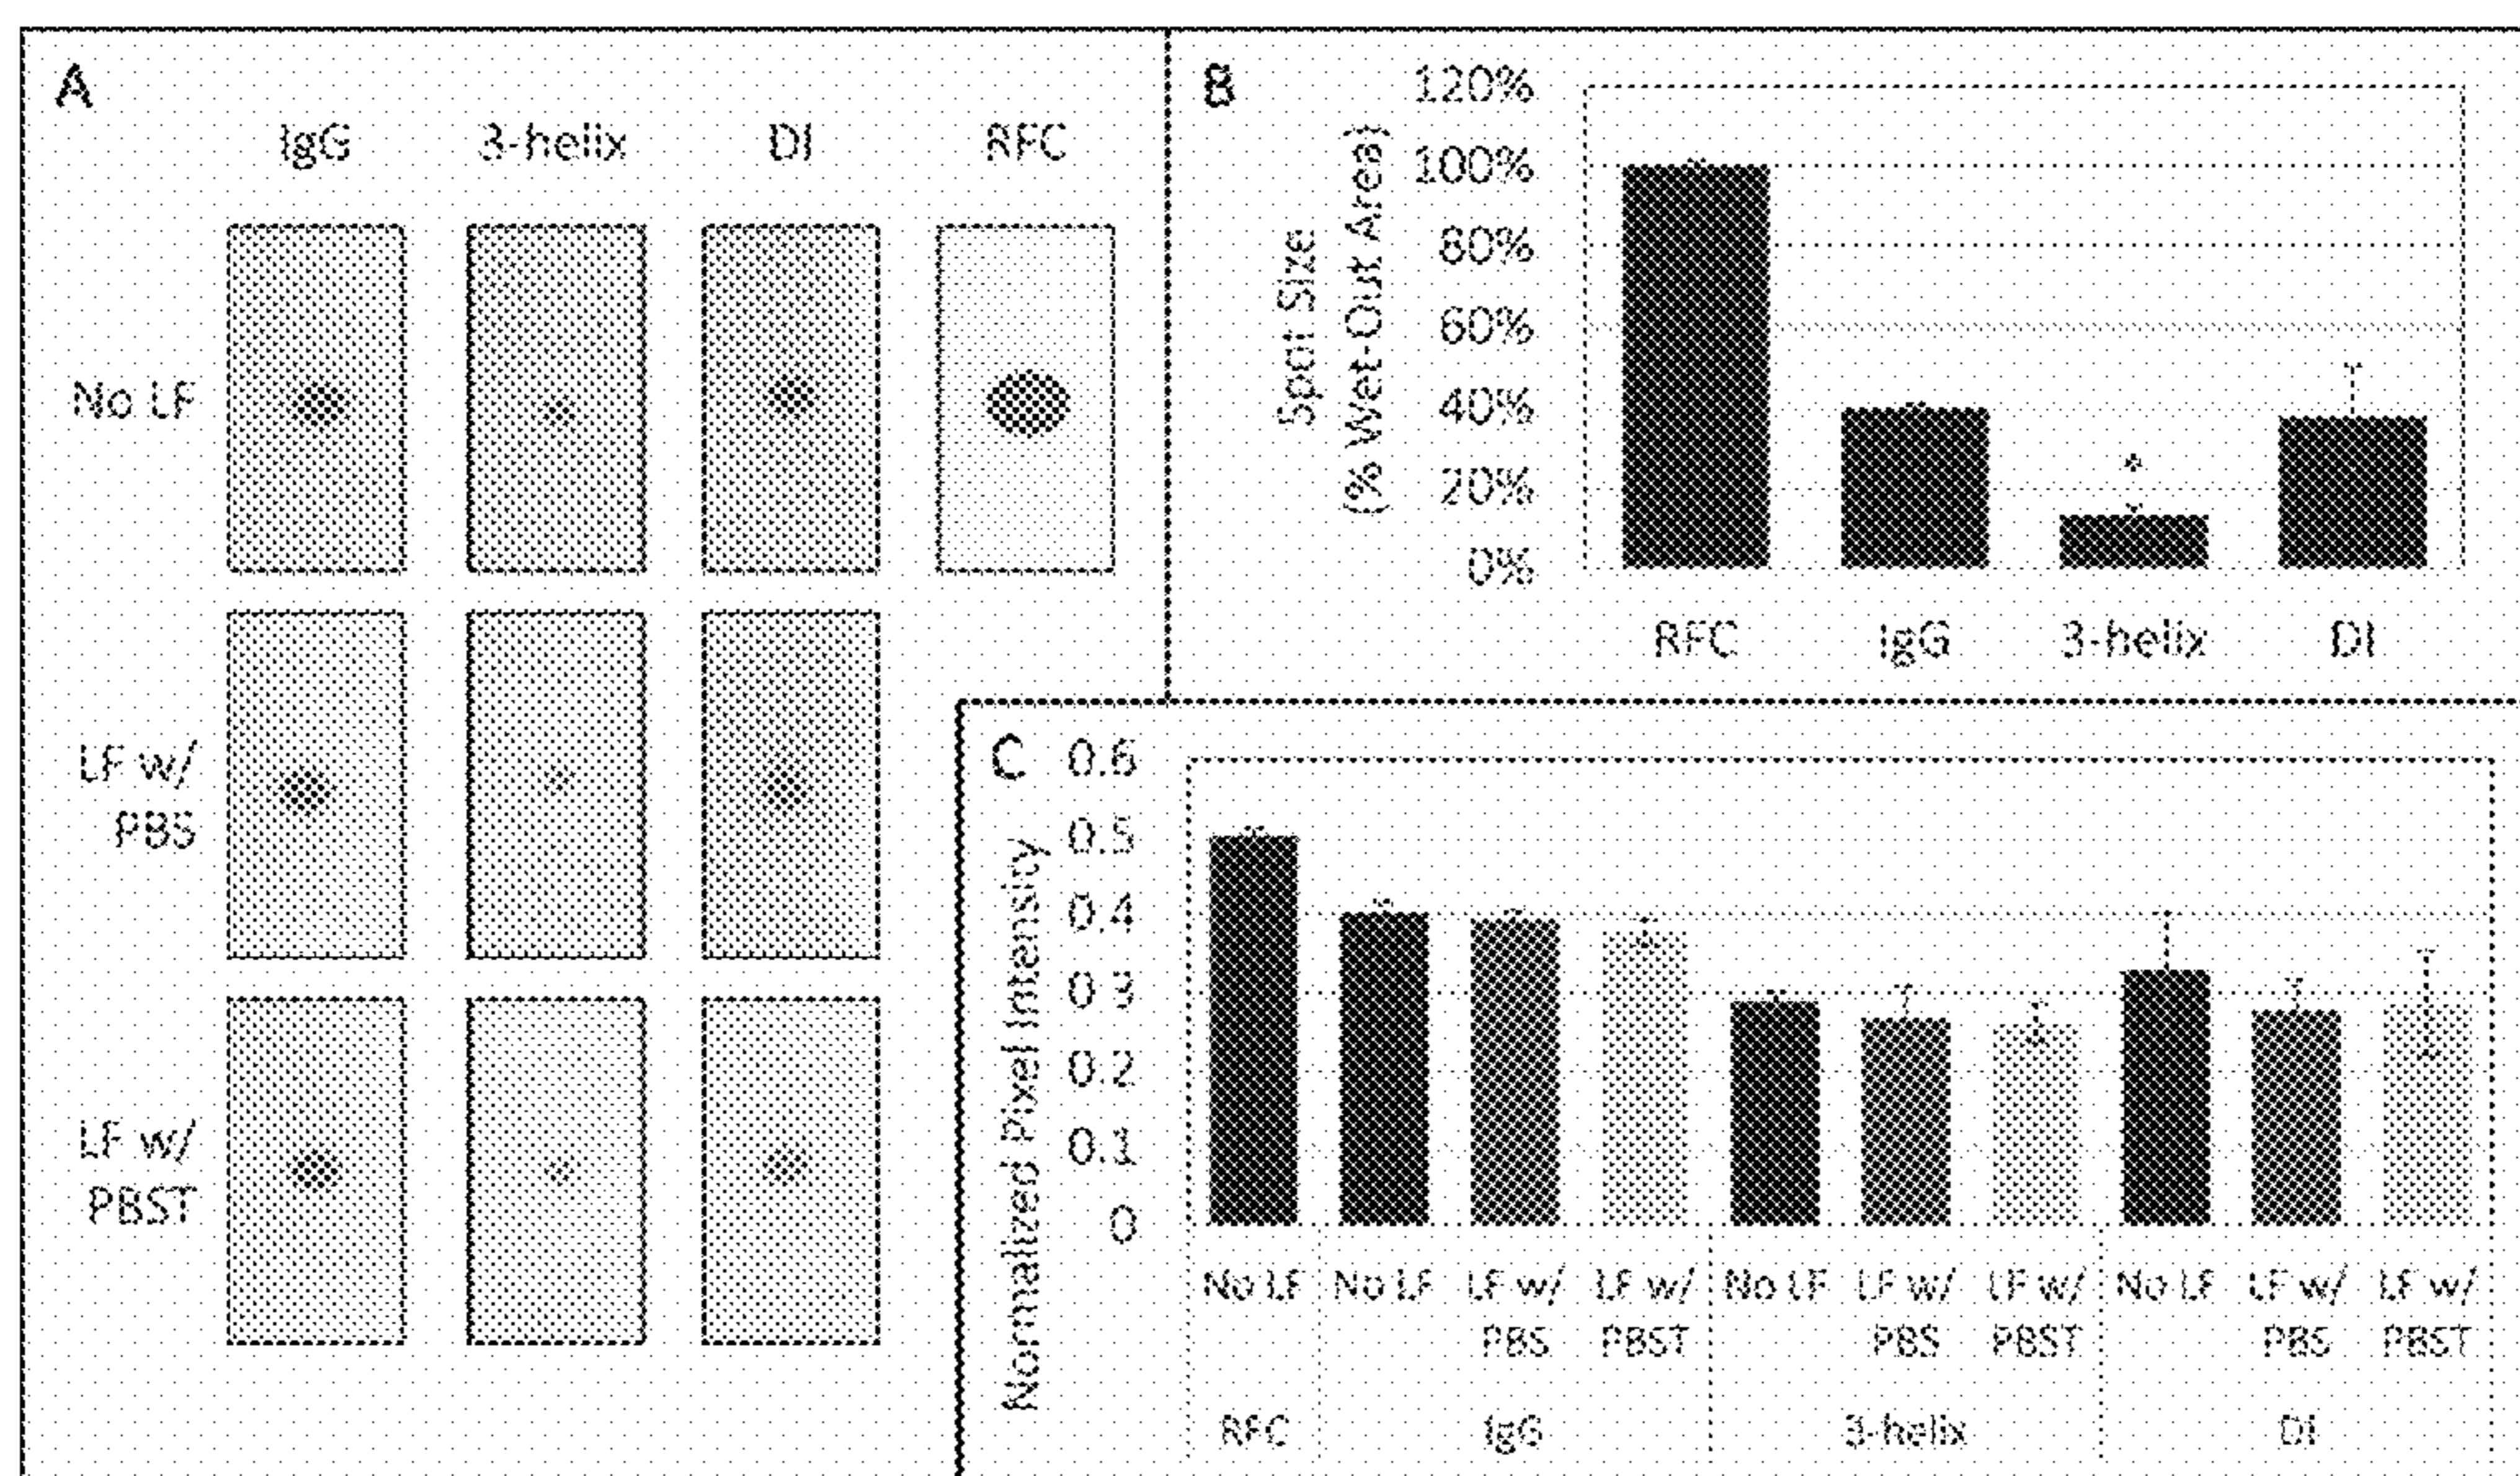 A
IgG 3-helix DI RFC
No LF
LF w/
PBS
LF w/
PBST
B
Spot Size
(% Wet-Out Area)
120%
100%
80%
60%
40%
20%
0%
*
RFC IgG 3-helix DI
C
Normalized Pixel Intensity
0.6
0.5
0.4
0.3
0.2
0.1
0
No LF No LF LF w/ LF w/ No LF LF w/ LF w/ No LF LF w/ LF w/
PBS PBST PBS PBST PBS PBST
RFC IgG 3-helix DI